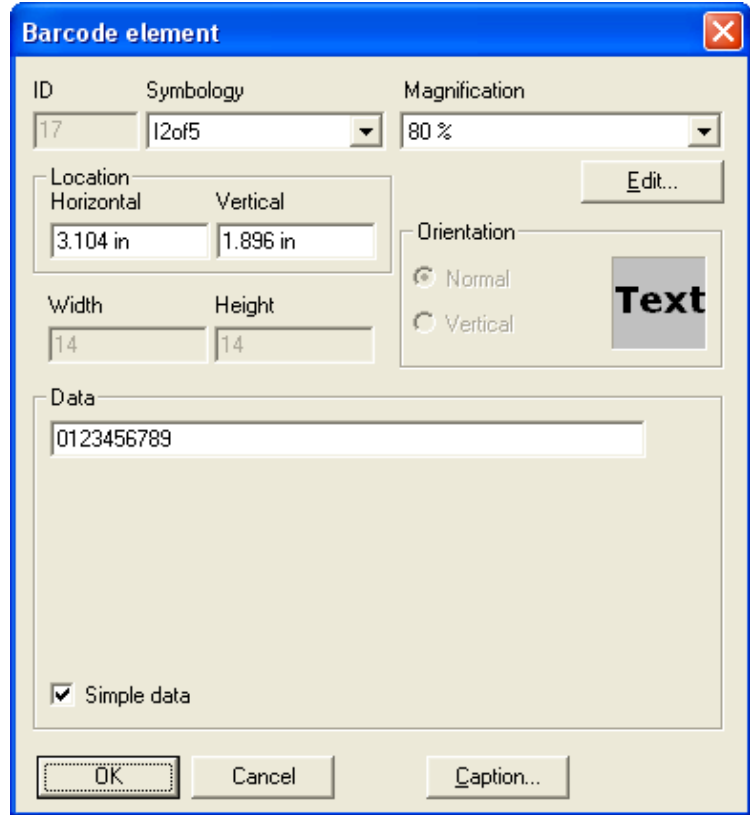 Barcode element
ID Symbology Magnification
17 I2of5 80 %
Edit...
Location
Horizontal Vertical
3.104 in 1.896 in
Orientation
Normal
Vertical
Text
Width Height
14 14
Data
0123456789
Simple data
OK Cancel Caption...